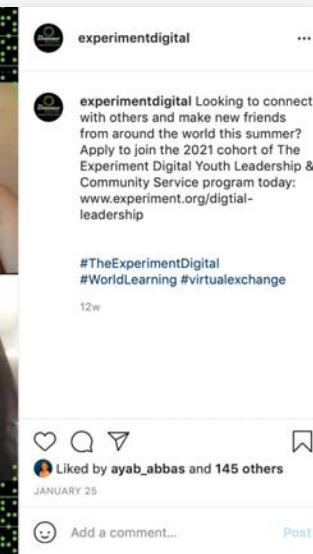 experimentdigital
...
experimentdigital Looking to connect
with others and make new friends
from around the world this summer?
Apply to join the 2021 cohort of The
Experiment Digital Youth Leadership &
Community Service program today:
www.experiment.org/digtial-
leadership
#TheExperimentDigital
#WorldLearning #virtualexchange
12w
Liked by ayab_abbas and 145 others
JANUARY 25
Add a comment...
Post